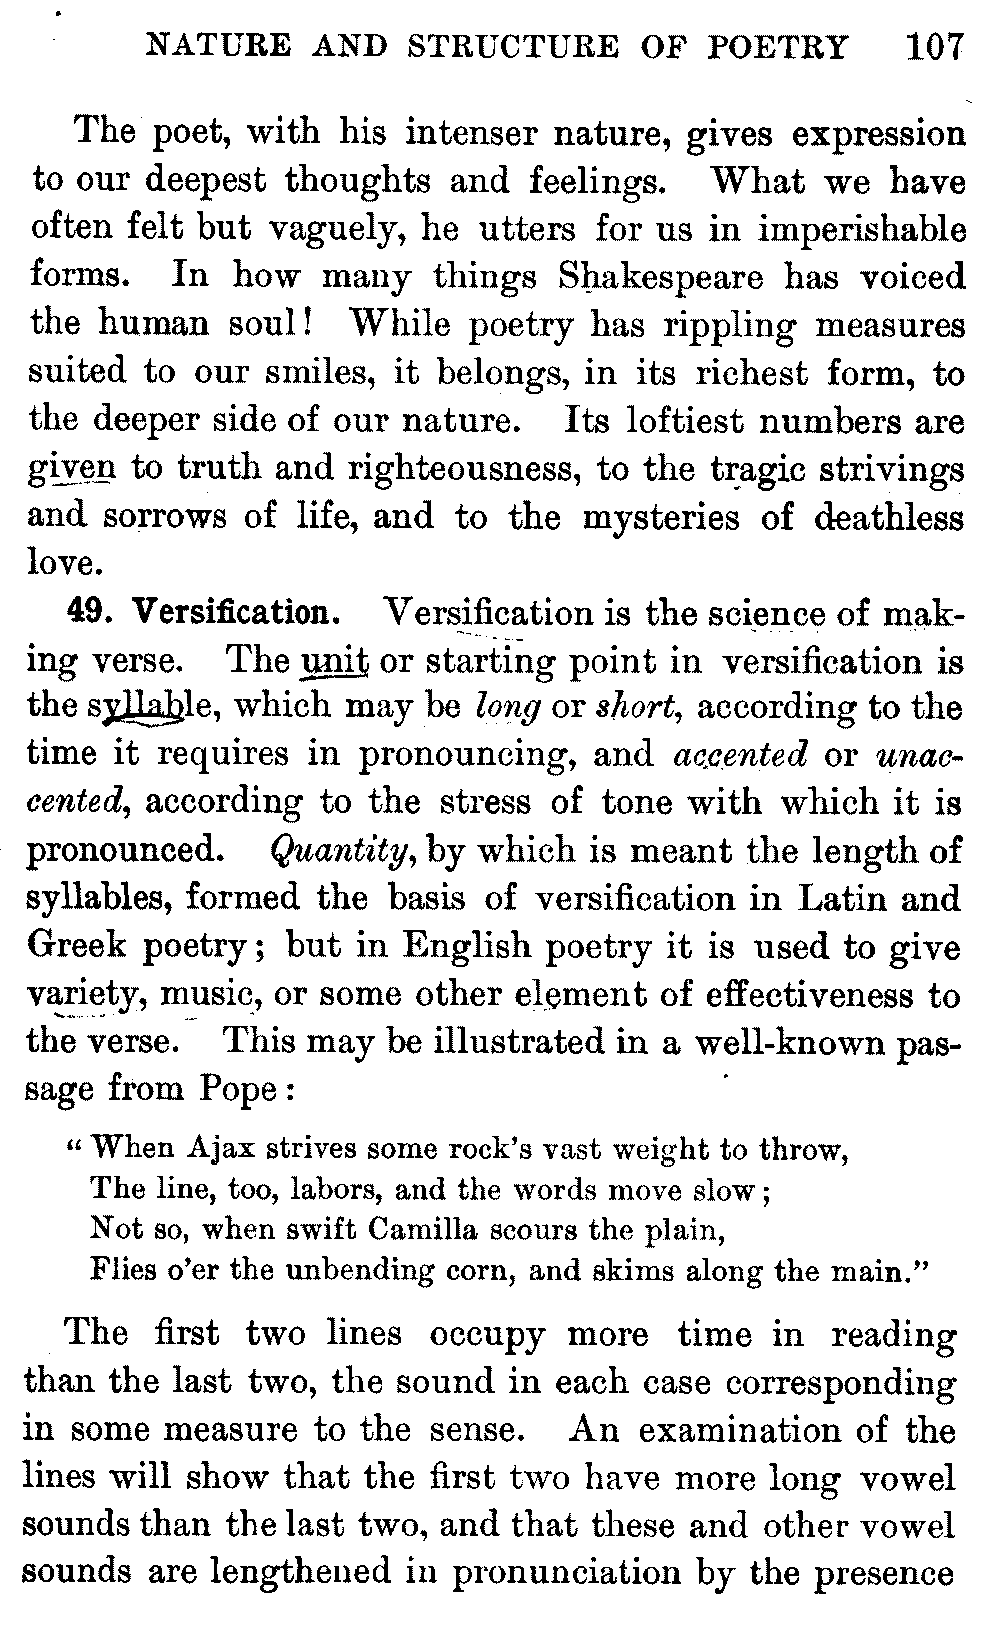 NATURE AND STRUCTURE OF POETRY 107
The poet, with his intenser nature, gives expression
to our deepest thoughts and feelings. What we have
often felt but vaguely, he utters for us in imperishable
forms. In how many things Shakespeare has voiced
the human soul! While poetry has rippling measures
suited to our smiles, it belongs, in its richest form, to
the deeper side of our nature. Its loftiest numbers are
given to truth and righteousness, to the tragic strivings
and sorrows of life, and to the mysteries of deathless
love.
49. Versification. Versification is the science of mak-
ing verse. The unit or starting point in versification is
the syllable, which may be long or short, according to the
time it requires in pronouncing, and accented or unac-
cented, according to the stress of tone with which it is
pronounced. Quantity, by which is meant the length of
syllables, formed the basis of versification in Latin and
Greek poetry; but in English poetry it is used to give
variety, music, or some other element of effectiveness to
the verse. This may be illustrated in a well-known pas-
sage from Pope:
“When Ajax strives some rock's vast weight to throw,
The line, too, labors, and the words move slow;
Not so, when swift Camilla scours the plain,
Flies o'er the unbending corn, and skims along the main.”
The first two lines occupy more time in reading
than the last two, the sound in each case corresponding
in some measure to the sense. An examination of the
lines will show that the first two have more long vowel
sounds than the last two, and that these and other vowel
sounds are lengthened in pronunciation by the presence